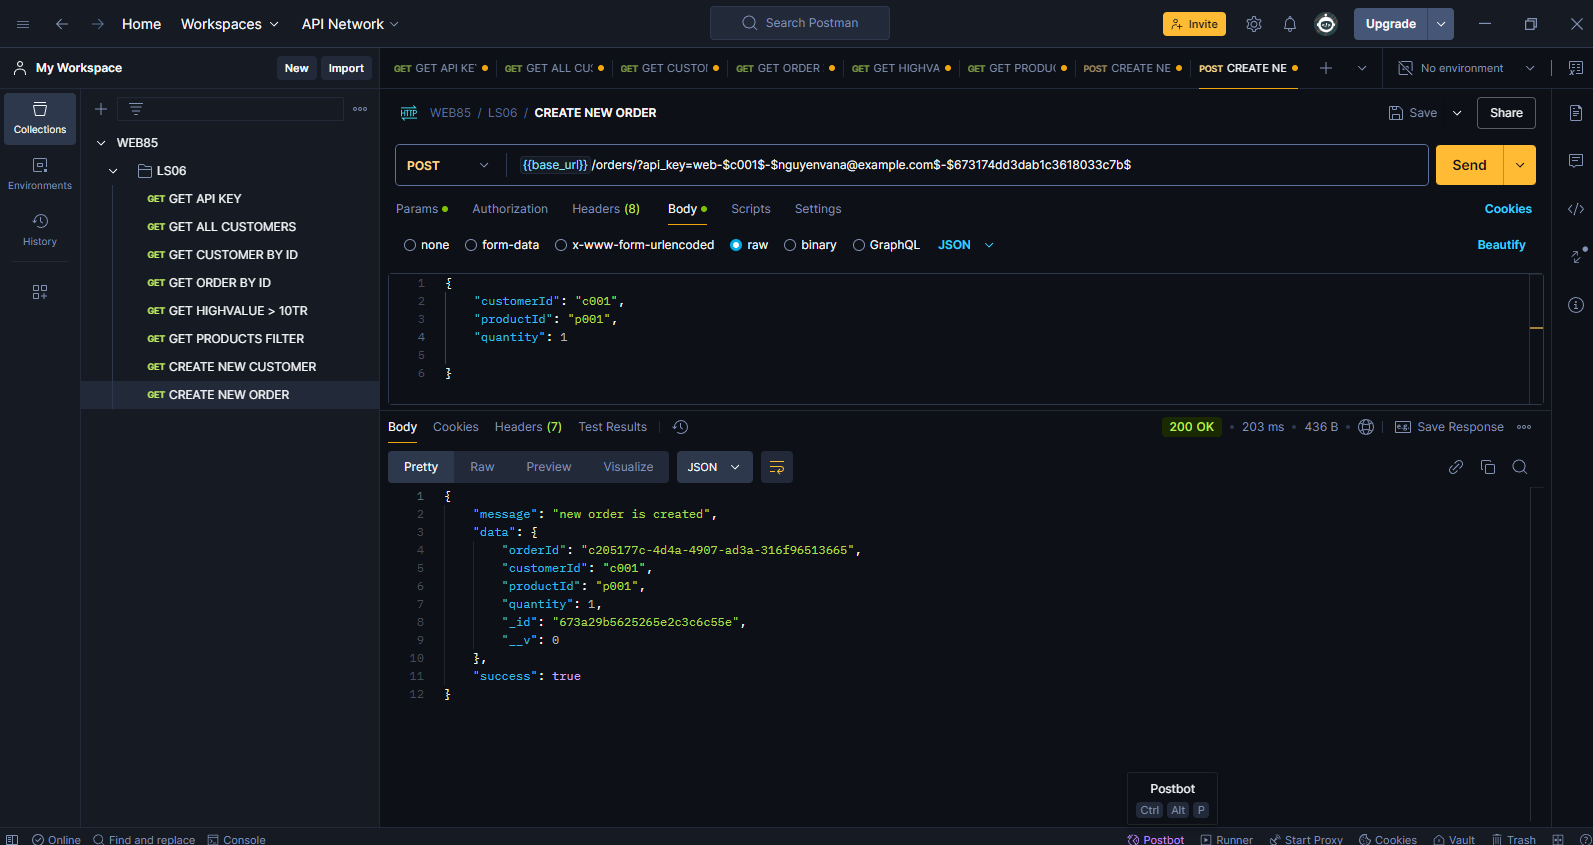 Home Workspaces API Network Search Postman Invite Upgrade
My Workspace New Import
GET GET API KE GET GET ALL CU GET GET CUSTO GET GET ORDER GET GET HIGHVA GET GET PRODU POST CREATE NE POST CREATE NE No environment
Collections
Environments
History
WEB85
LS06
GET GET API KEY
GET GET ALL CUSTOMERS
GET GET CUSTOMER BY ID
GET GET ORDER BY ID
GET GET HIGHVALUE > 10TR
GET GET PRODUCTS FILTER
GET CREATE NEW CUSTOMER
GET CREATE NEW ORDER
HTTP WEB85 / LS06 / CREATE NEW ORDER Save Share
POST {{base_url}}/orders/?api_key=web-$c001$-$nguyenvana@example.com$-$673174dd3dab1c3618033c7b$ Send
Params Authorization Headers (8) Body Scripts Settings Cookies
none form-data x-www-form-urlencoded raw binary GraphQL JSON Beautify
1 {
2 "customerId": "c001",
3 "productId": "p001",
4 "quantity": 1
5
6 }
Body Cookies Headers (7) Test Results 200 OK 203 ms 436 B e.g. Save Response
Pretty Raw Preview Visualize JSON
1 {
2 "message": "new order is created",
3 "data": {
4 "orderId": "c205177c-4d4a-4907-ad3a-316f96513665",
5 "customerId": "c001",
6 "productId": "p001",
7 "quantity": 1,
8 "_id": "673a29b5625265e2c3c6c55e",
9 "__v": 0
10 },
11 "success": true
12 }
Postbot
Ctrl Alt P
Online Find and replace Console Postbot Runner Start Proxy Cookies Vault Trash